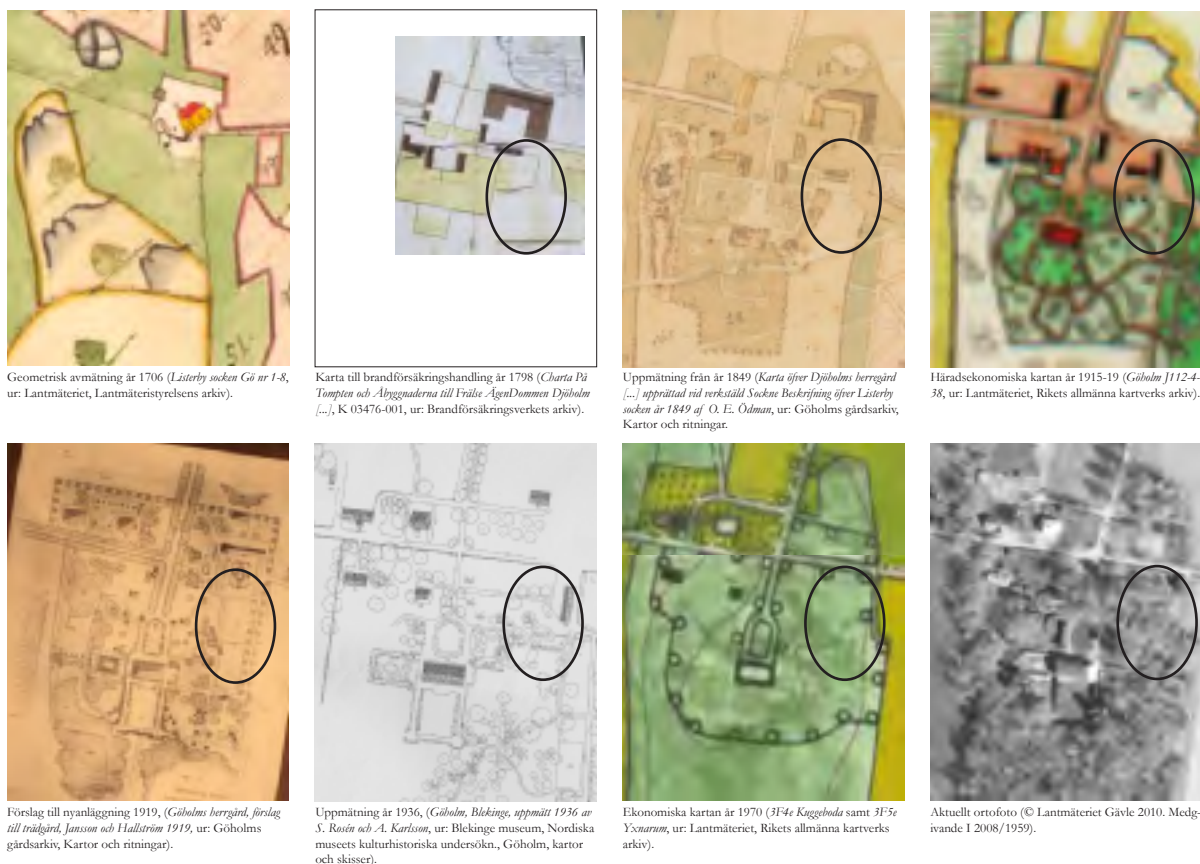 Geometrisk avmätning år 1706 (Listerby socken Gö nr 1-8,
ur: Lantmäteriet, Lantmäteristyrelsens arkiv).
Karta till brandförsäkringshandling år 1798 (Charta På
Tompten och Åbyggnaderna till Frälse ÄgenDommen Djöholm
[...], K 03476-001, ur: Brandförsäkringsverkets arkiv).
Uppmätning från år 1849 (Karta öfver Djöholms herregård
[...] upprättad vid verkstäld Sockne Beskrifning öfver Listerby
socken år 1849 af O. E. Ödman, ur: Göholms gårdsarkiv,
Kartor och ritningar.
Häradsekonomiska kartan år 1915-19 (Göholm J112-4-
38, ur: Lantmäteriet, Rikets allmänna kartverks arkiv).
Förslag till nyanläggning 1919, (Göholms herrgård, förslag
till trädgård, Jansson och Hallström 1919, ur: Göholms
gårdsarkiv, Kartor och ritningar).
Uppmätning år 1936, (Göholm, Blekinge, uppmätt 1936 av
S. Rosén och A. Karlsson, ur: Blekinge museum, Nordiska
museets kulturhistoriska undersökn., Göholm, kartor
och skisser).
Ekonomiska kartan år 1970 (3F4e Kuggeboda samt 3F5e
Yxnarum, ur: Lantmäteriet, Rikets allmänna kartverks
arkiv).
Aktuellt ortofoto (© Lantmäteriet Gävle 2010. Medg-
ivande I 2008/1959).